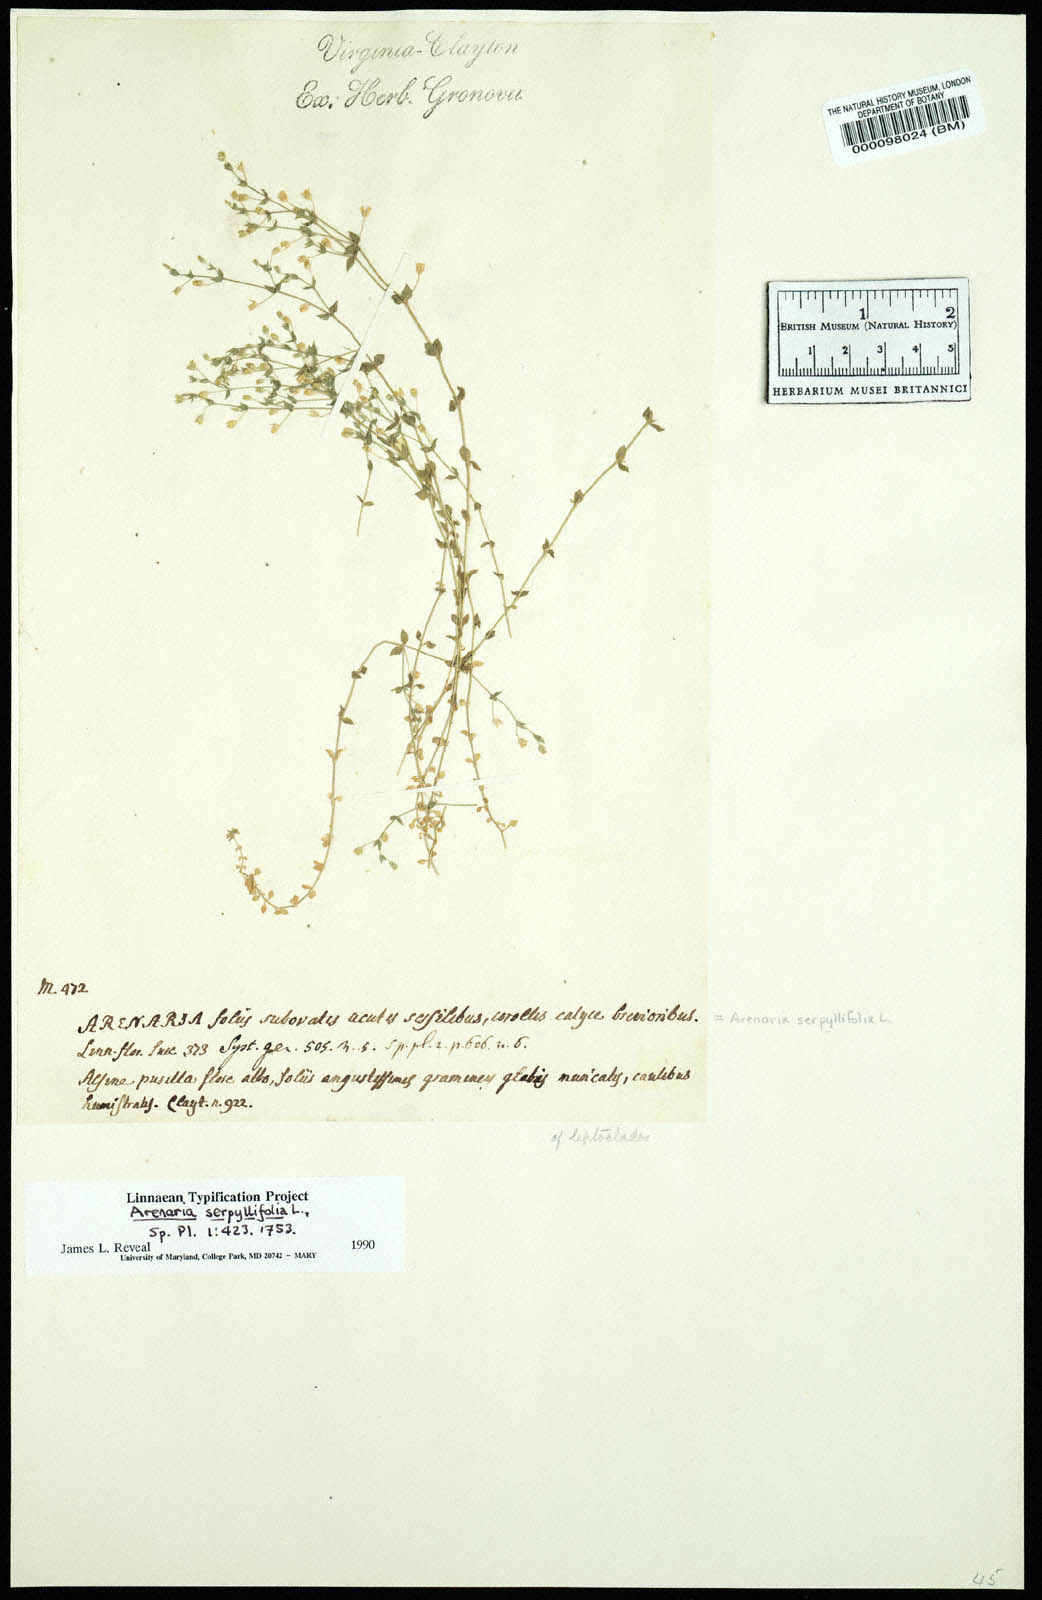 Virginia-Clayton
Ex: Herb. Gronovii
THE NATURAL HISTORY MUSEUM, LONDON
DEPARTMENT OF BOTANY
000098024 (BM)
1 2
BRITISH MUSEUM (NATURAL HISTORY)
1 2 3 4 5
HERBARIUM MUSEI BRITANNICI
M. 472
ARENARIA foliis subovatis acutis sessilibus, corollis calyce brevioribus.
= Arenaria serpyllifolia L.
Linn. flor. Suec. 373 Syst. gen. 505. n. 5. Sp. pl. 2. p. 606. n. 6.
Alsine pusilla flore albo, foliis angustissimis gramineis glabris muricatis, caulibus
humistratis. Clayt. n. 922.
cf leptoclados
Linnaean Typification Project
Arenaria serpyllifolia L.,
Sp. Pl. 1:423. 1753.
James L. Reveal 1990
University of Maryland, College Park, MD 20742 – MARY
45